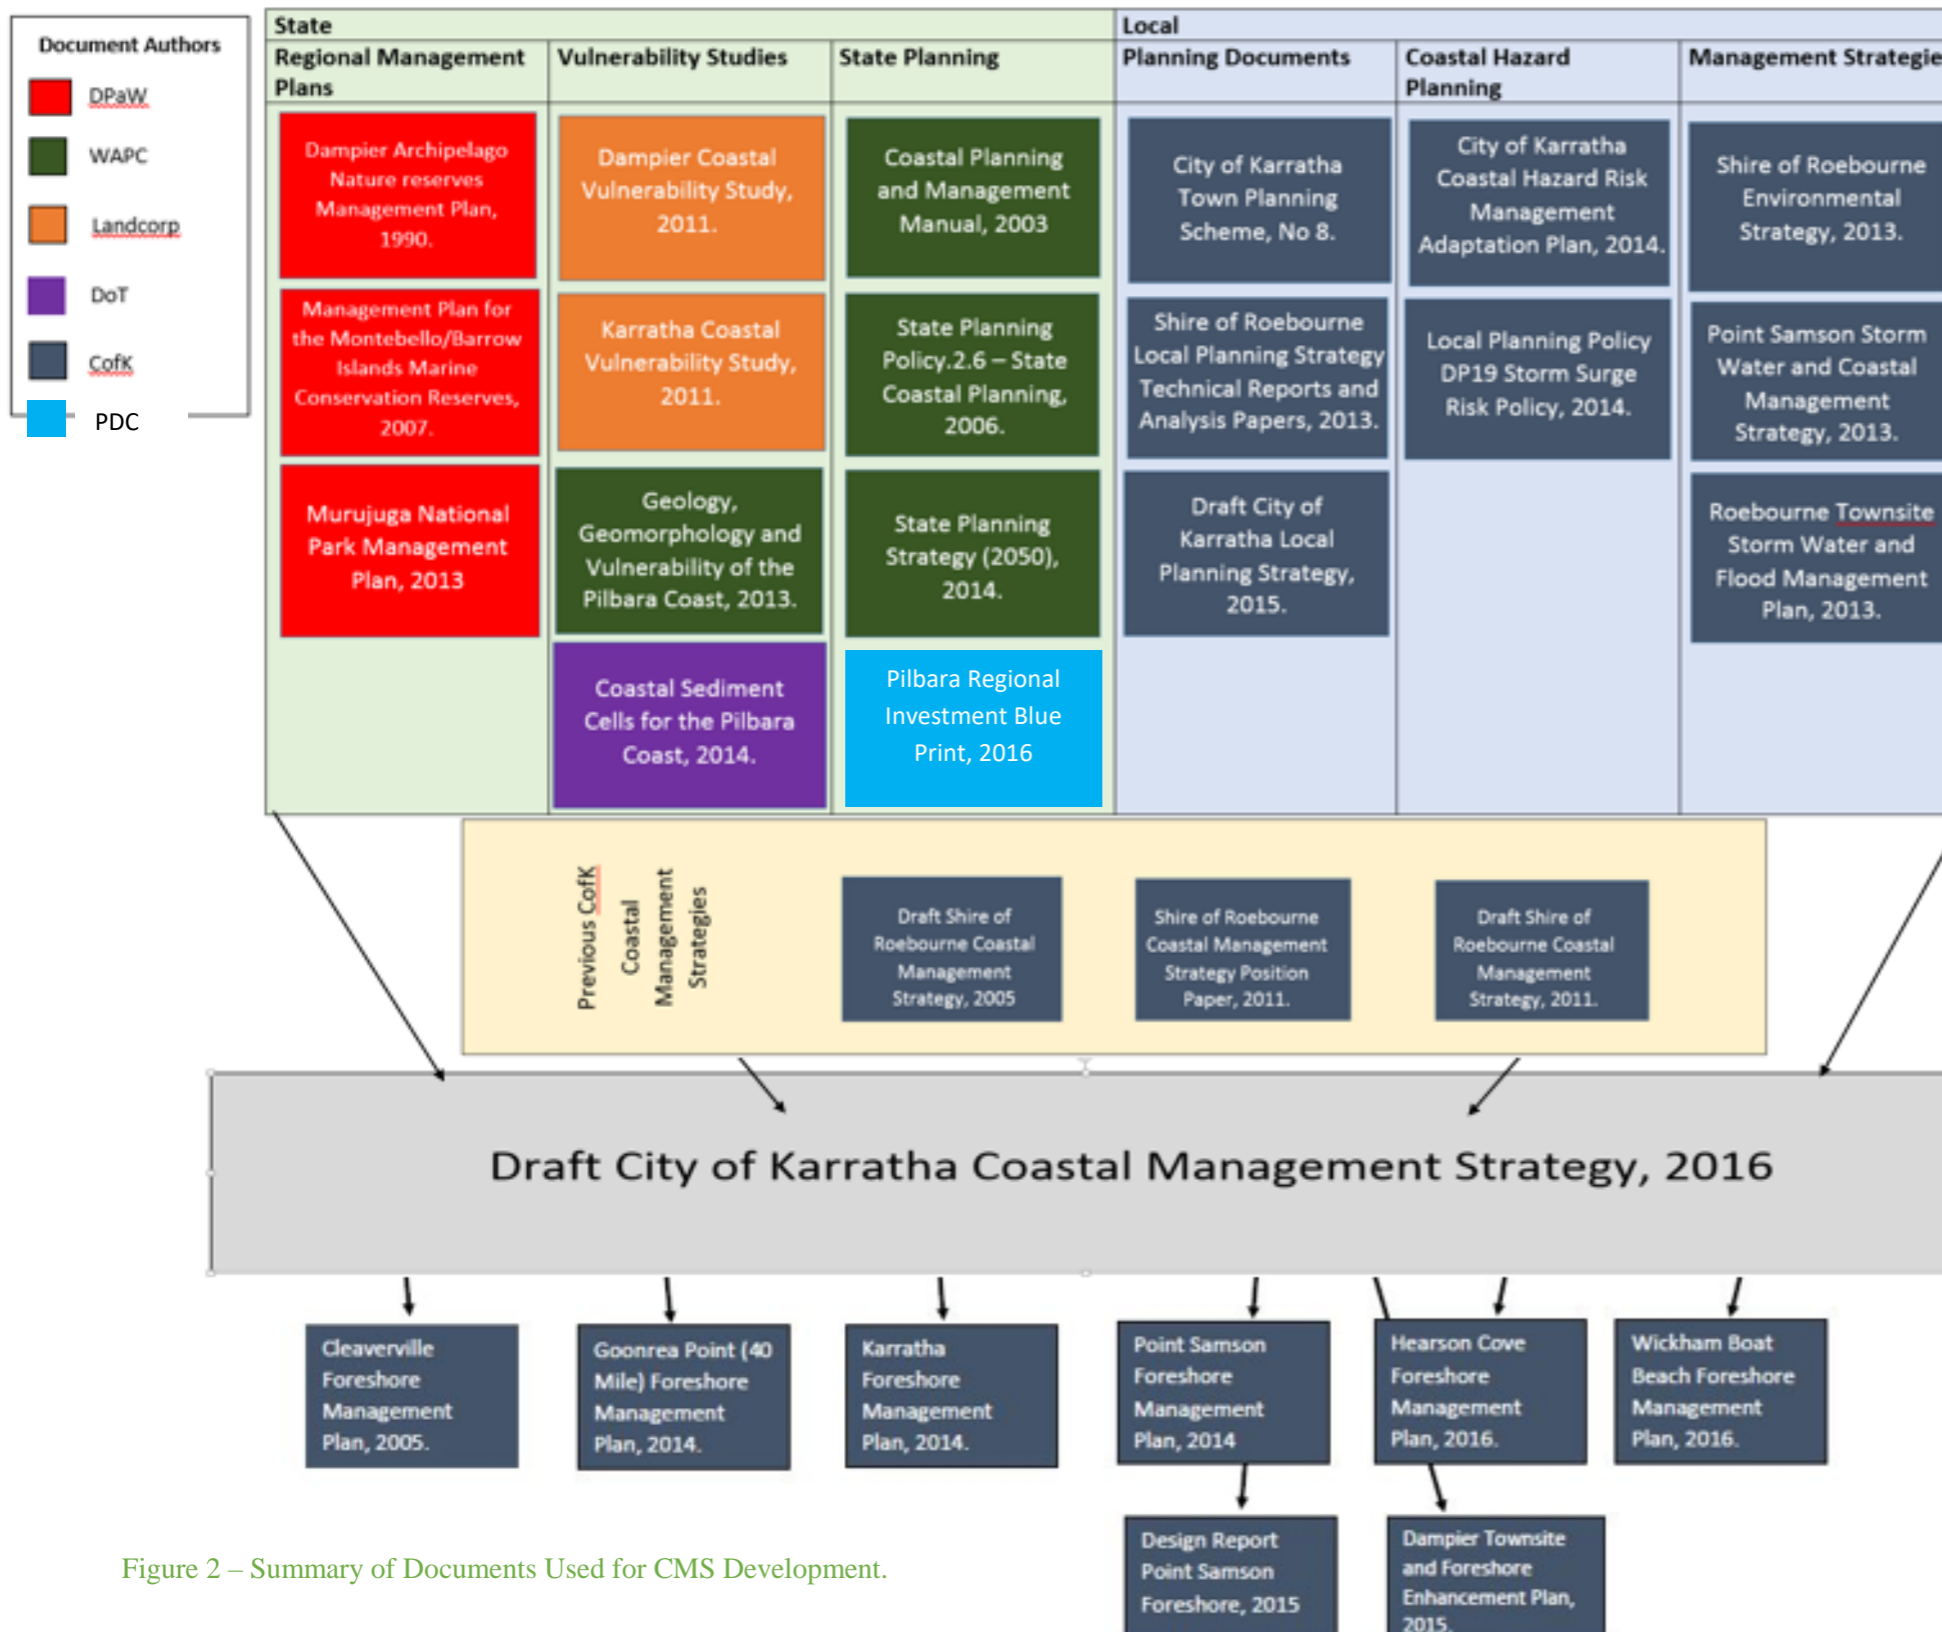 Document Authors
DPaW
WAPC
Landcorp
DoT
CofK
PDC
State
Local
Regional Management
Plans
Vulnerability Studies
State Planning
Planning Documents
Coastal Hazard
Planning
Management Strategie
Dampier Archipelago
Nature reserves
Management Plan,
1990.
Management Plan for
the Montebello/Barrow
Islands Marine
Conservation Reserves,
2007.
Murujuga National
Park Management
Plan, 2013
Dampier Coastal
Vulnerability Study,
2011.
Karratha Coastal
Vulnerability Study,
2011.
Geology,
Geomorphology and
Vulnerability of the
Pilbara Coast, 2013.
Coastal Sediment
Cells for the Pilbara
Coast, 2014.
Coastal Planning
and Management
Manual, 2003
State Planning
Policy.2.6 – State
Coastal Planning,
2006.
State Planning
Strategy (2050),
2014.
Pilbara Regional
Investment Blue
Print, 2016
City of Karratha
Town Planning
Scheme, No 8.
Shire of Roebourne
Local Planning Strategy
Technical Reports and
Analysis Papers, 2013.
Draft City of
Karratha Local
Planning Strategy,
2015.
City of Karratha
Coastal Hazard Risk
Management
Adaptation Plan, 2014.
Local Planning Policy
DP19 Storm Surge
Risk Policy, 2014.
Shire of Roebourne
Environmental
Strategy, 2013.
Point Samson Storm
Water and Coastal
Management
Strategy, 2013.
Roebourne Townsite
Storm Water and
Flood Management
Plan, 2013.
Previous CofK
Coastal
Management
Strategies
Draft Shire of
Roebourne Coastal
Management
Strategy, 2005
Shire of Roebourne
Coastal Management
Strategy Position
Paper, 2011.
Draft Shire of
Roebourne Coastal
Management
Strategy, 2011.
Draft City of Karratha Coastal Management Strategy, 2016
Cleaverville
Foreshore
Management
Plan, 2005.
Goonrea Point (40
Mile) Foreshore
Management
Plan, 2014.
Karratha
Foreshore
Management
Plan, 2014.
Point Samson
Foreshore
Management
Plan, 2014
Hearson Cove
Foreshore
Management
Plan, 2016.
Wickham Boat
Beach Foreshore
Management
Plan, 2016.
Design Report
Point Samson
Foreshore, 2015
Dampier Townsite
and Foreshore
Enhancement Plan,
2015.
Figure 2 – Summary of Documents Used for CMS Development.